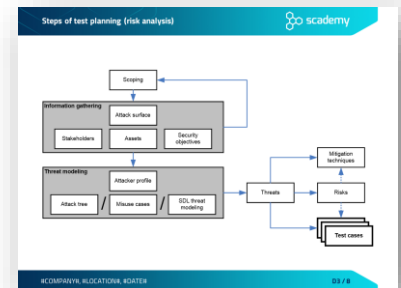 Steps of test planning (risk analysis)
scademy
Scoping
Information gathering
Attack surface
Stakeholders
Assets
Security
objectives
Threat modeling
Attacker profile
Attack tree
/
Misuse cases
/
SDL threat
modeling
Threats
Mitigation
techniques
Risks
Test cases
#COMPANY#, #LOCATION#, #DATE#
D3 / 8